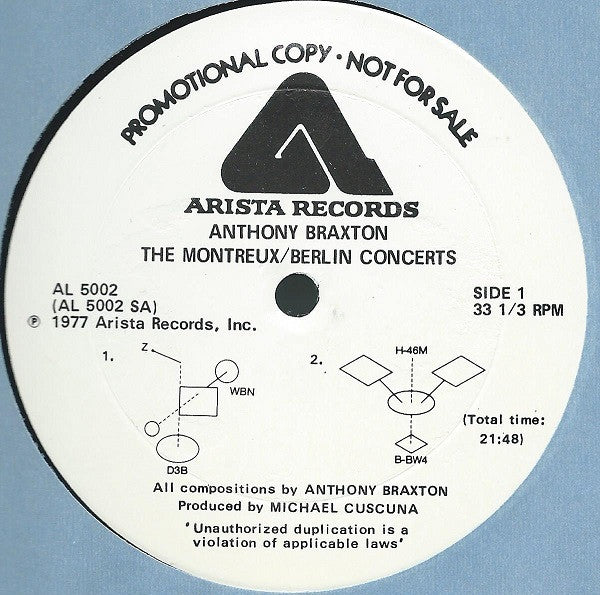 PROMOTIONAL COPY · NOT FOR SALE
ARISTA RECORDS
ANTHONY BRAXTON
THE MONTREUX/BERLIN CONCERTS
AL 5002
(AL 5002 SA)
℗ 1977 Arista Records, Inc.
SIDE 1
33 1/3 RPM
1.
Z
WBN
D3B
2.
H-46M
B-BW4
(Total time:
21:48)
All compositions by ANTHONY BRAXTON
Produced by MICHAEL CUSCUNA
'Unauthorized duplication is a
violation of applicable laws'